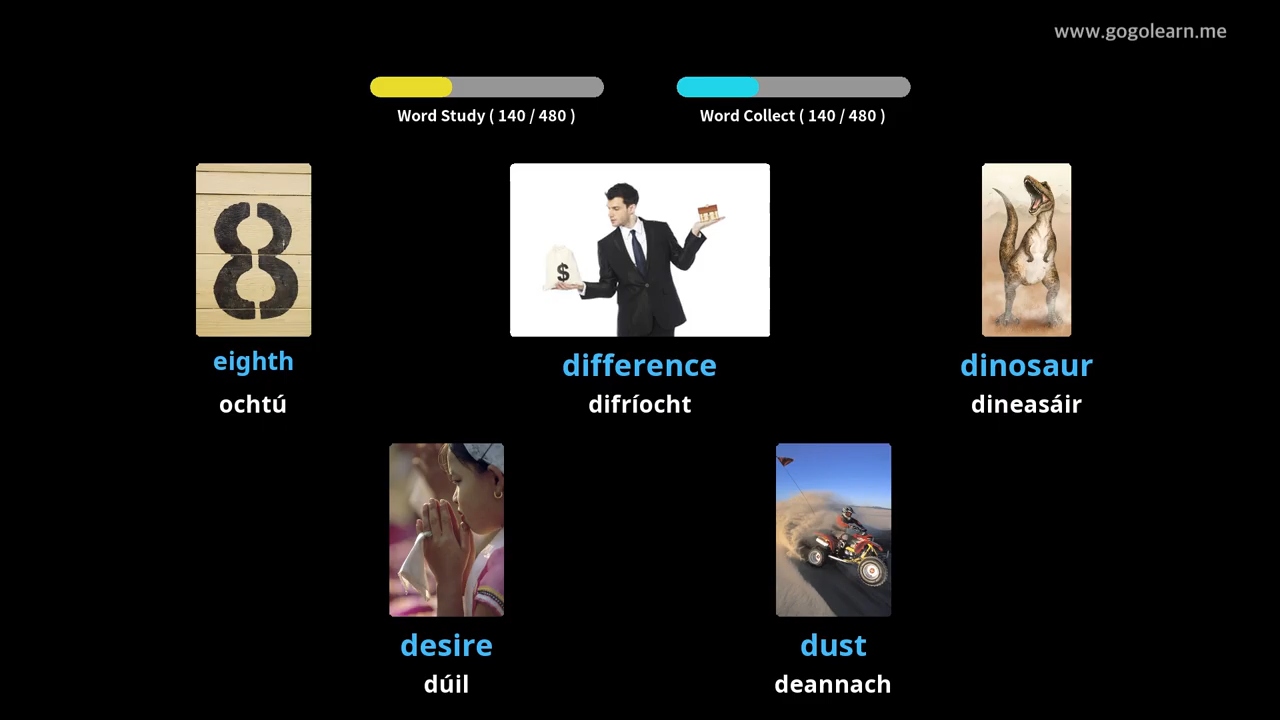 www.gogolearn.me
Word Study ( 140 / 480 )
Word Collect ( 140 / 480 )
8
$
eighth
difference
dinosaur
ochtú
difríocht
dineasáir
desire
dust
dúil
deannach